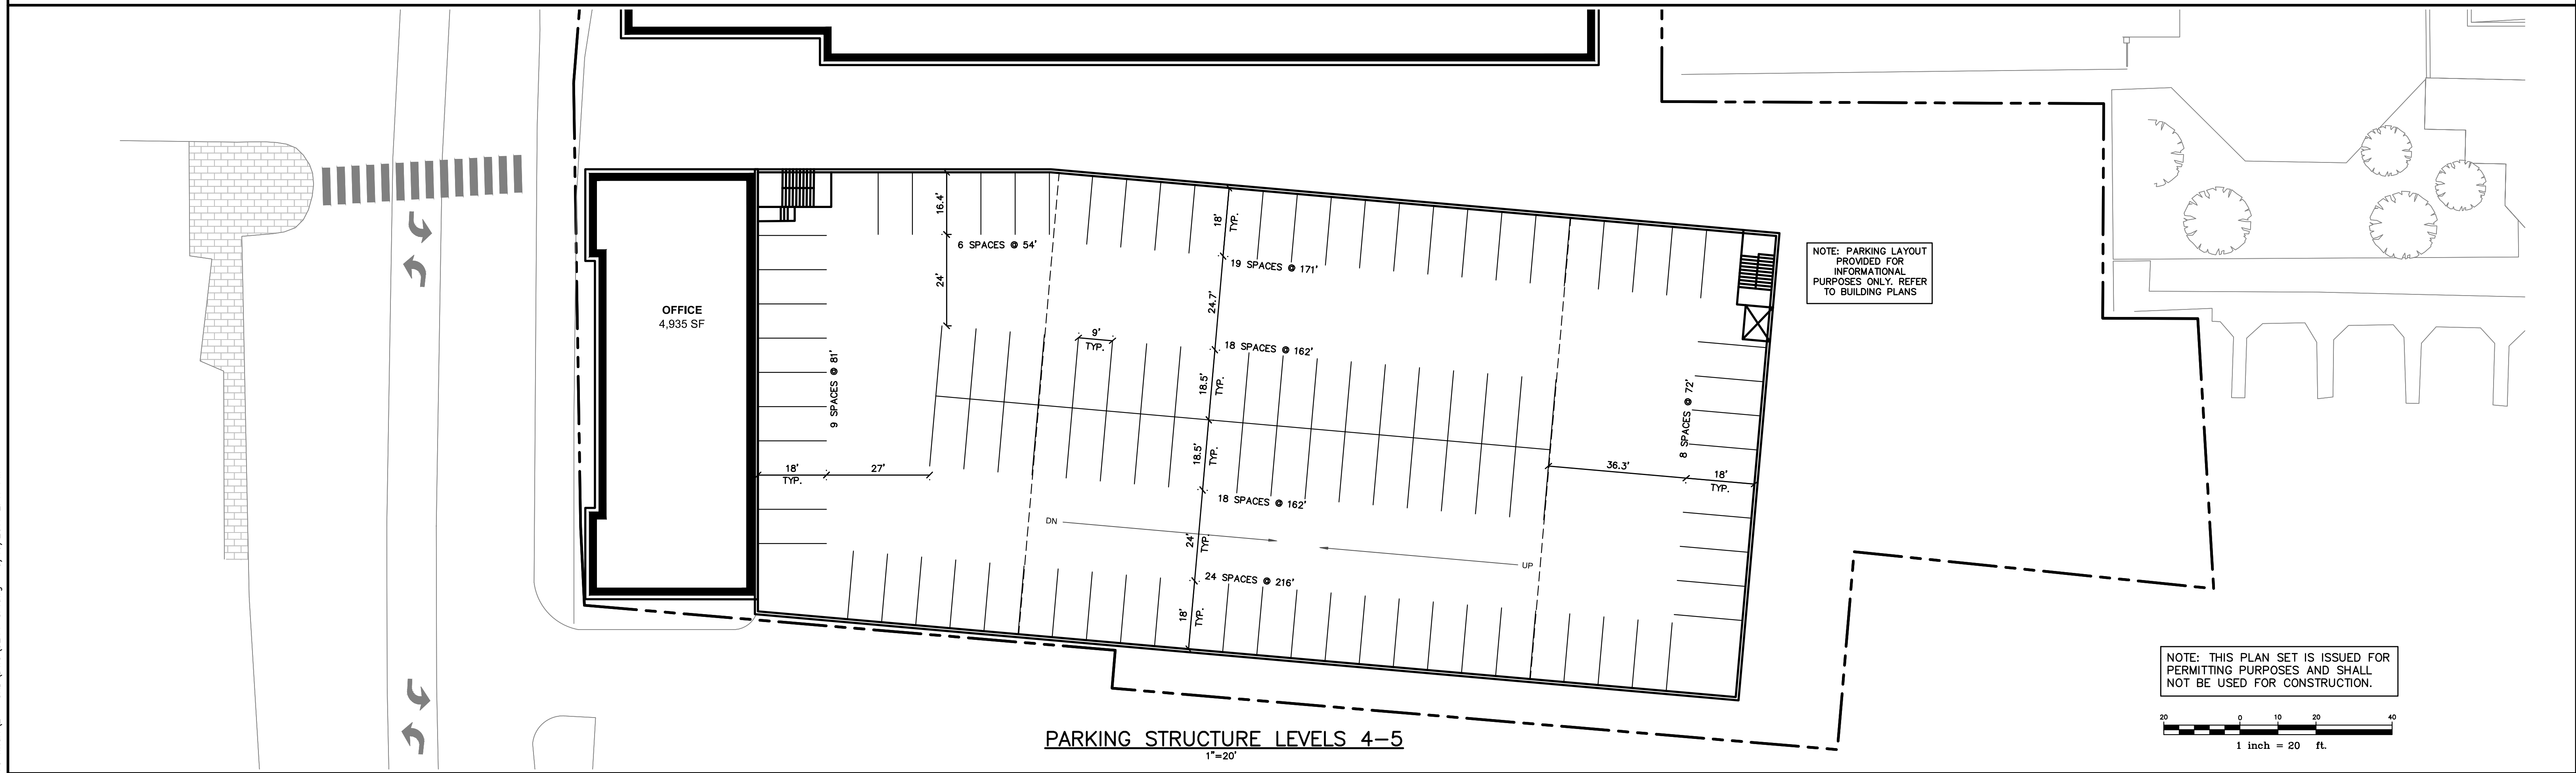 OFFICE
4,935 SF
16.4'
24'
6 SPACES @ 54'
18'
TYP.
19 SPACES @ 171'
24.7'
9'
TYP.
18 SPACES @ 162'
18.5'
TYP.
9 SPACES @ 81'
18'
TYP.
27'
18.5'
TYP.
18 SPACES @ 162'
8 SPACES @ 72'
36.3'
18'
TYP.
DN
UP
24'
TYP.
24 SPACES @ 216'
18'
TYP.
NOTE: PARKING LAYOUT
PROVIDED FOR
INFORMATIONAL
PURPOSES ONLY. REFER
TO BUILDING PLANS
NOTE: THIS PLAN SET IS ISSUED FOR
PERMITTING PURPOSES AND SHALL
NOT BE USED FOR CONSTRUCTION.
PARKING STRUCTURE LEVELS 4-5
1"=20'
20 0 10 20 40
1 inch = 20 ft.